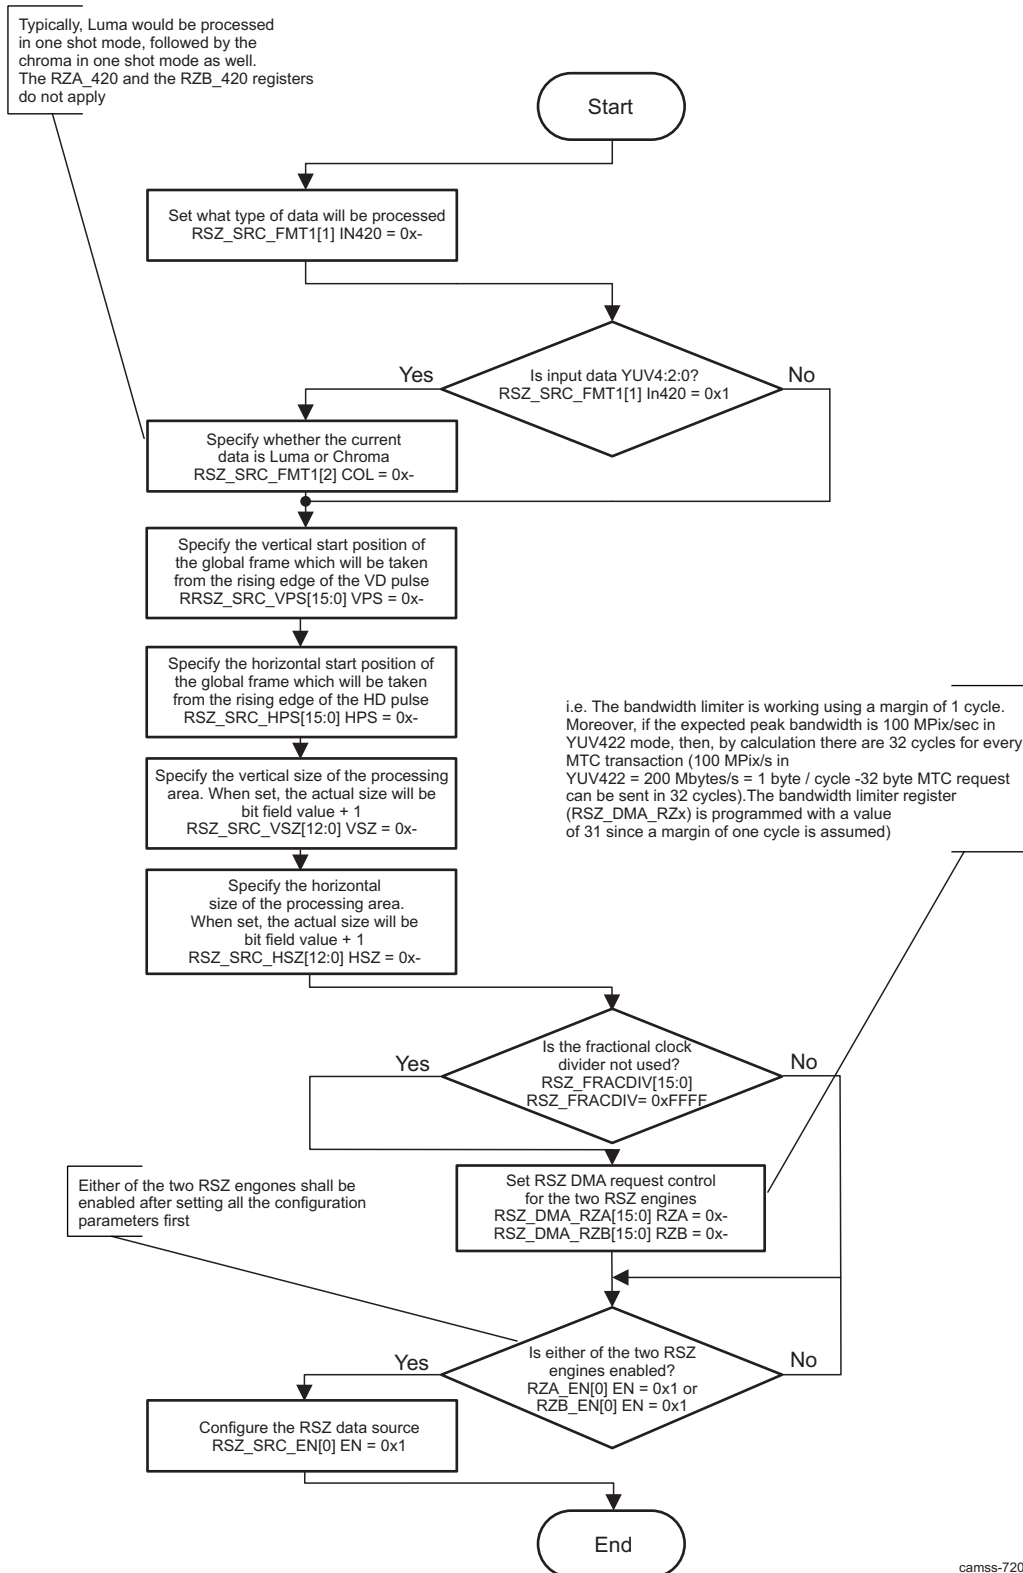 Typically, Luma would be processed
in one shot mode, followed by the
chroma in one shot mode as well.
The RZA_420 and the RZB_420 registers
do not apply
Start
Set what type of data will be processed
RSZ_SRC_FMT1[1] IN420 = 0x-
Yes
Is input data YUV4:2:0?
RSZ_SRC_FMT1[1] In420 = 0x1
No
Specify whether the current
data is Luma or Chroma
RSZ_SRC_FMT1[2] COL = 0x-
Specify the vertical start position of
the global frame which will be taken
from the rising edge of the VD pulse
RRSZ_SRC_VPS[15:0] VPS = 0x-
Specify the horizontal start position of
the global frame which will be taken
from the rising edge of the HD pulse
RSZ_SRC_HPS[15:0] HPS = 0x-
i.e. The bandwidth limiter is working using a margin of 1 cycle.
Moreover, if the expected peak bandwidth is 100 MPix/sec in
YUV422 mode, then, by calculation there are 32 cycles for every
MTC transaction (100 MPix/s in
YUV422 = 200 Mbytes/s = 1 byte / cycle -32 byte MTC request
can be sent in 32 cycles).The bandwidth limiter register
(RSZ_DMA_RZx) is programmed with a value
of 31 since a margin of one cycle is assumed)
Specify the vertical size of the processing
area. When set, the actual size will be
bit field value + 1
RSZ_SRC_VSZ[12:0] VSZ = 0x-
Specify the horizontal
size of the processing area.
When set, the actual size will be
bit field value + 1
RSZ_SRC_HSZ[12:0] HSZ = 0x-
Yes
Is the fractional clock
divider not used?
RSZ_FRACDIV[15:0]
RSZ_FRACDIV= 0xFFFF
No
Set RSZ DMA request control
for the two RSZ engines
RSZ_DMA_RZA[15:0] RZA = 0x-
RSZ_DMA_RZB[15:0] RZB = 0x-
Either of the two RSZ engones shall be
enabled after setting all the configuration
parameters first
Yes
Is either of the two RSZ
engines enabled?
RZA_EN[0] EN = 0x1 or
RZB_EN[0] EN = 0x1
No
Configure the RSZ data source
RSZ_SRC_EN[0] EN = 0x1
End
camss-720